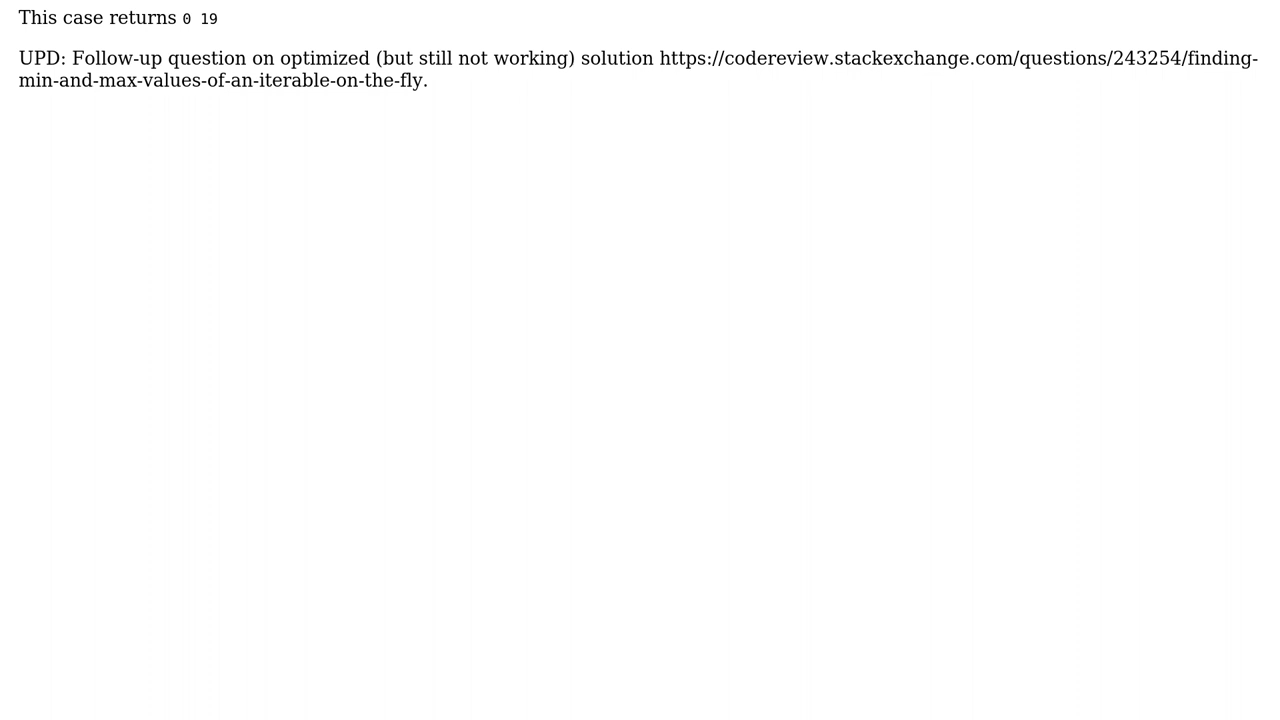 This case returns 0 19
UPD: Follow-up question on optimized (but still not working) solution https://codereview.stackexchange.com/questions/243254/finding-
min-and-max-values-of-an-iterable-on-the-fly.